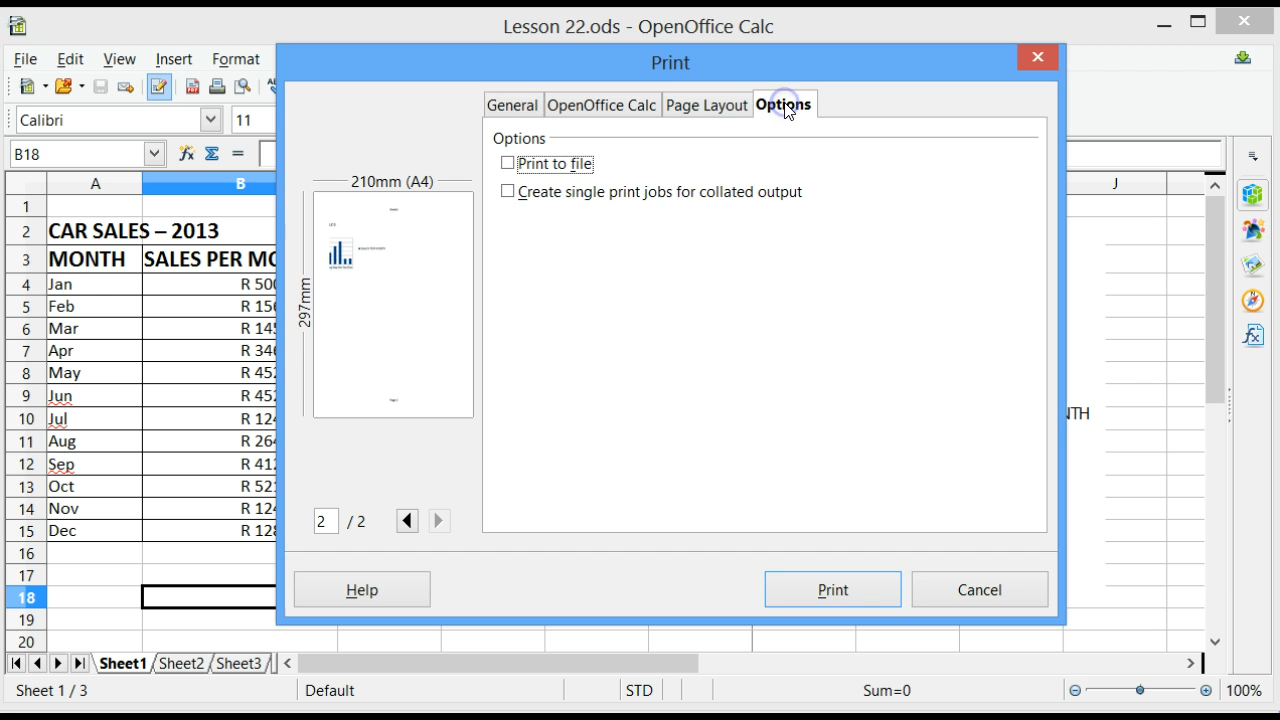 Lesson 22.ods - OpenOffice Calc
File Edit View Insert Format
Print
Calibri 11
General OpenOffice Calc Page Layout Options
B18
Options
Print to file
Create single print jobs for collated output
210mm (A4)
297mm
A B J
1
2 CAR SALES – 2013
3 MONTH SALES PER MO
4 Jan R 500
5 Feb R 156
6 Mar R 145
7 Apr R 346
8 May R 452
9 Jun R 452
10 Jul R 124
11 Aug R 264
12 Sep R 412
13 Oct R 521
14 Nov R 124
15 Dec R 128
16
17
18
19
20
NTH
2 / 2
Help Print Cancel
Sheet1 Sheet2 Sheet3
Sheet 1 / 3 Default STD Sum=0 100%